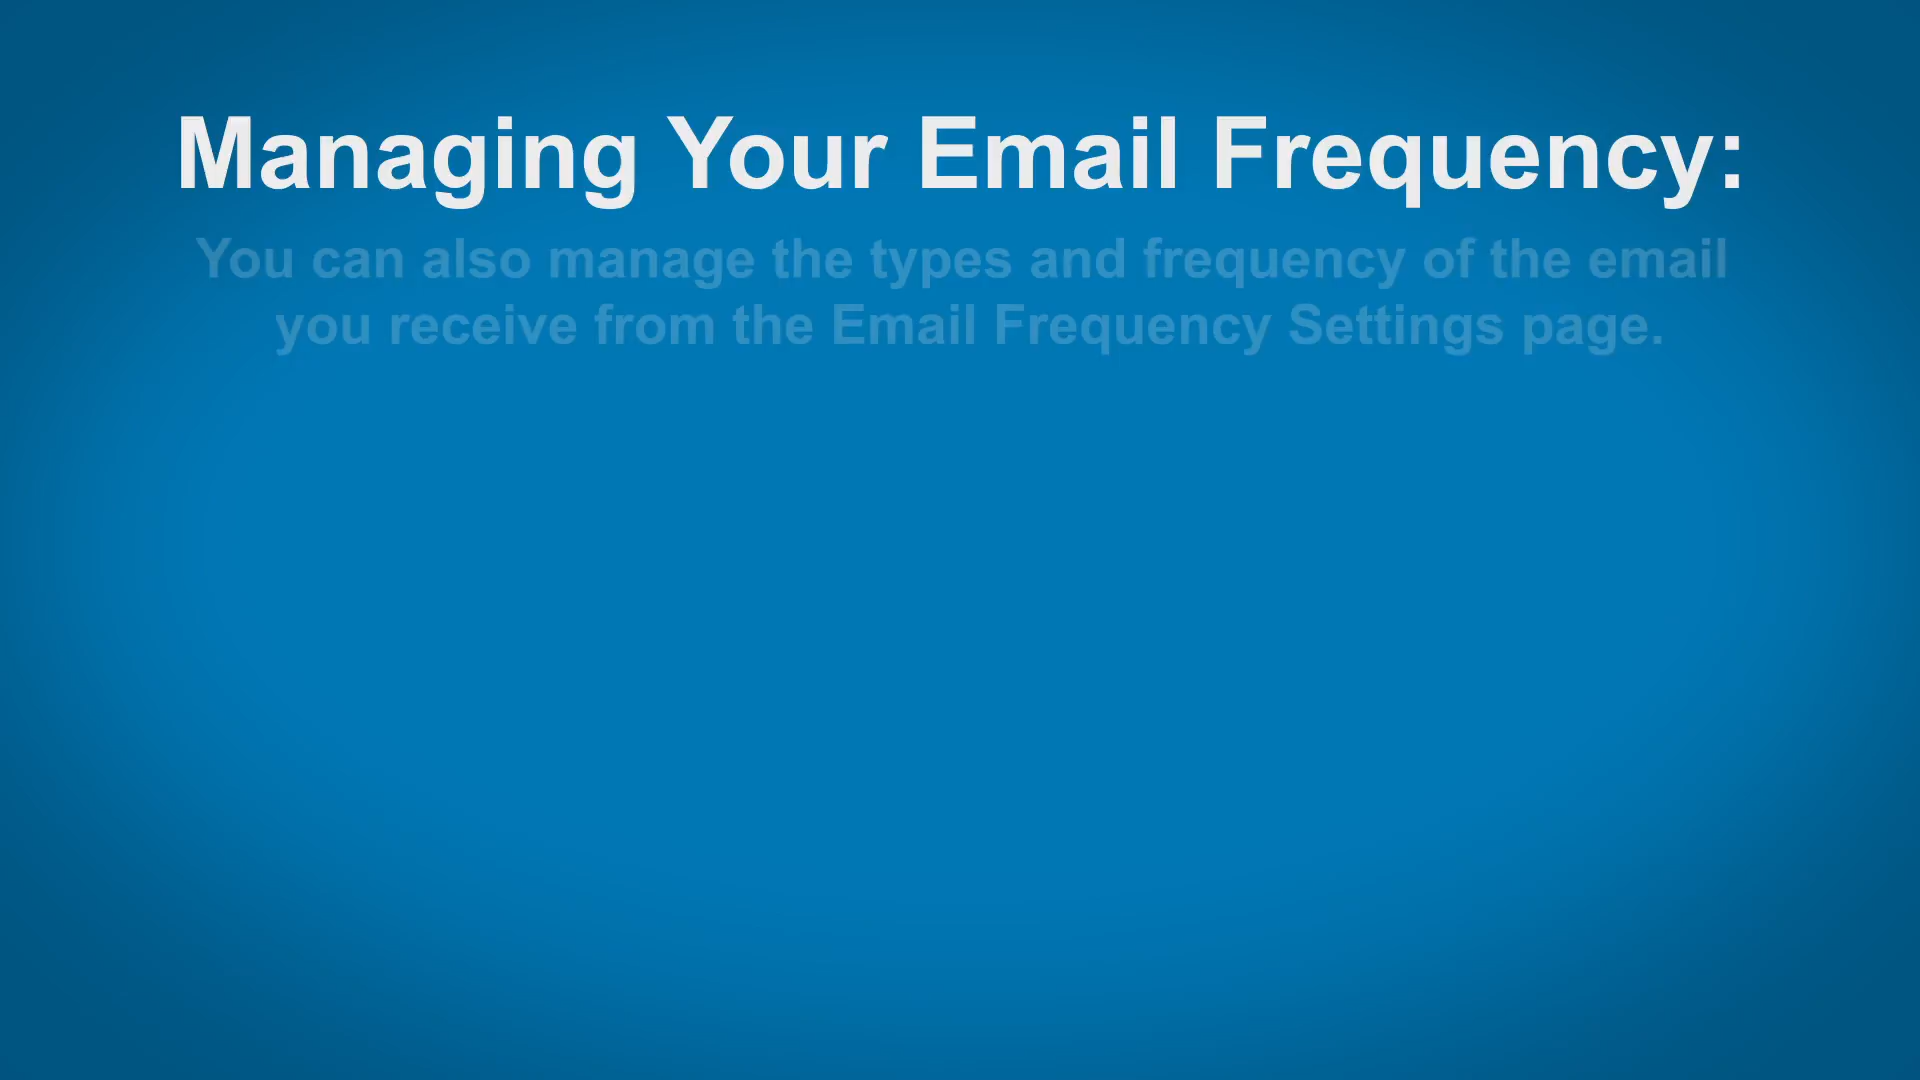 Managing Your Email Frequency:
You can also manage the types and frequency of the email
you receive from the Email Frequency Settings page.